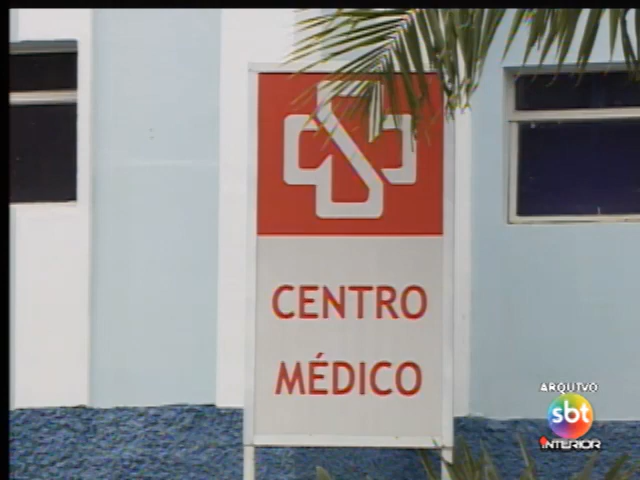 CENTRO
MÉDICO
ARQUIVO
sbt
INTERIOR